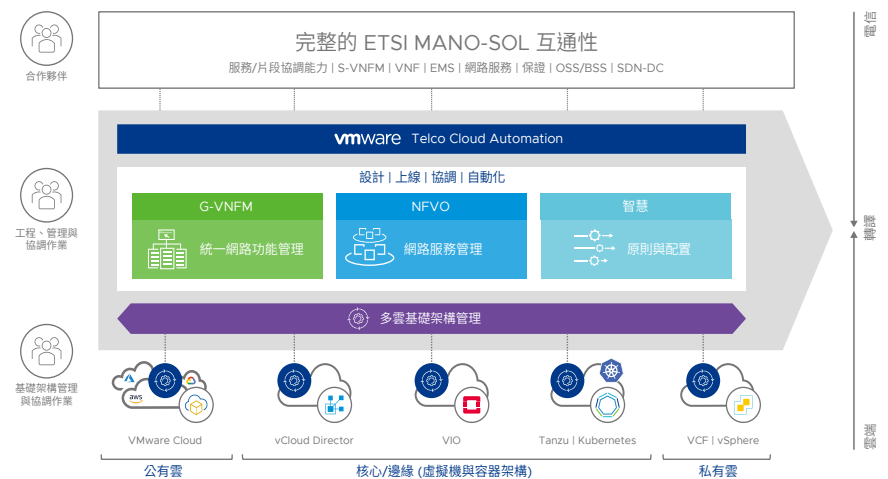 完整的 ETSI MANO-SOL 互通性
服務/片段協調能力 | S-VNFM | VNF | EMS | 網路服務 | 保證 | OSS/BSS | SDN-DC
合作夥伴
電信
vmware Telco Cloud Automation
設計 | 上線 | 協調 | 自動化
G-VNFM
NFVO
智慧
統一網路功能管理
網路服務管理
原則與配置
工程、管理與
協調作業
轉譯
多雲基礎架構管理
基礎架構管理
與協調作業
aws
雲端
VMware Cloud
vCloud Director
VIO
Tanzu | Kubernetes
VCF | vSphere
公有雲
核心/邊緣 (虛擬機與容器架構)
私有雲